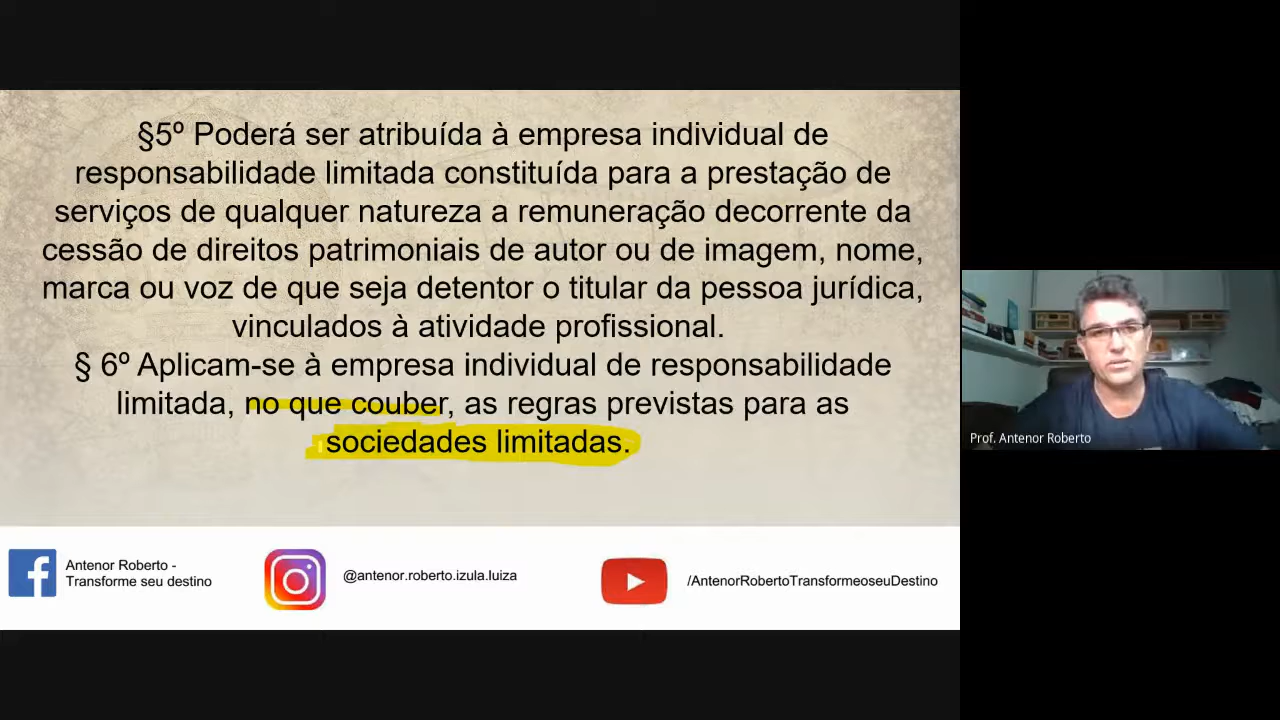 §5º Poderá ser atribuída à empresa individual de
responsabilidade limitada constituída para a prestação de
serviços de qualquer natureza a remuneração decorrente da
cessão de direitos patrimoniais de autor ou de imagem, nome,
marca ou voz de que seja detentor o titular da pessoa jurídica,
vinculados à atividade profissional.
§ 6º Aplicam-se à empresa individual de responsabilidade
limitada, no que couber, as regras previstas para as
sociedades limitadas.
Prof. Antenor Roberto
Antenor Roberto -
Transforme seu destino
@antenor.roberto.izula.luiza
/AntenorRobertoTransformeoseuDestino